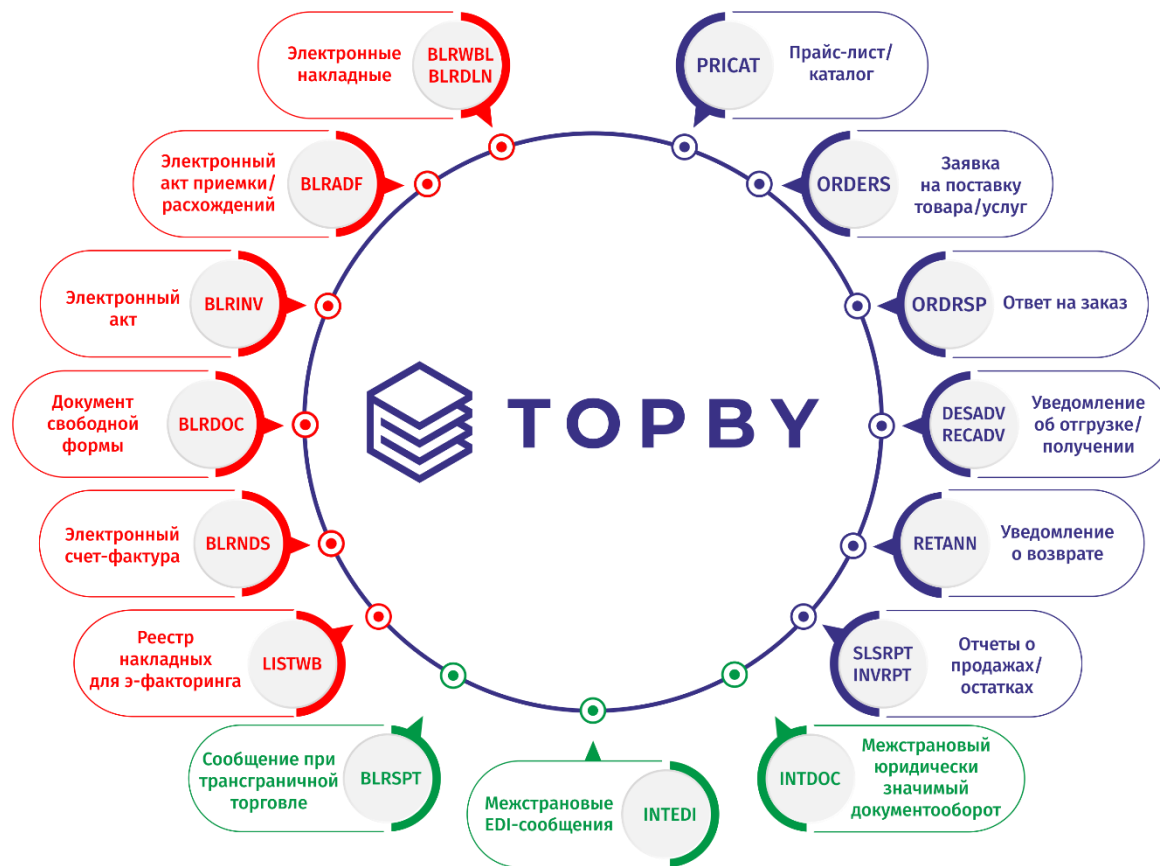 Электронные
накладные
BLRWBL
BLRDLN
PRICAT
Прайс-лист/
каталог
Электронный
акт приемки/
расхождений
BLRADF
ORDERS
Заявка
на поставку
товара/услуг
Электронный
акт
BLRINV
ORDRSP
Ответ на заказ
Документ
свободной
формы
BLRDOC
TOPBY
DESADV
RECADV
Уведомление
об отгрузке/
получении
Электронный
счет-фактура
BLRNDS
RETANN
Уведомление
о возврате
Реестр
накладных
для э-факторинга
LISTWB
SLSRPT
INVRPT
Отчеты о
продажах/
остатках
Сообщение при
трансграничной
торговле
BLRSPT
Межстрановые
EDI-сообщения
INTEDI
INTDOC
Межстрановый
юридически
значимый
документооборот